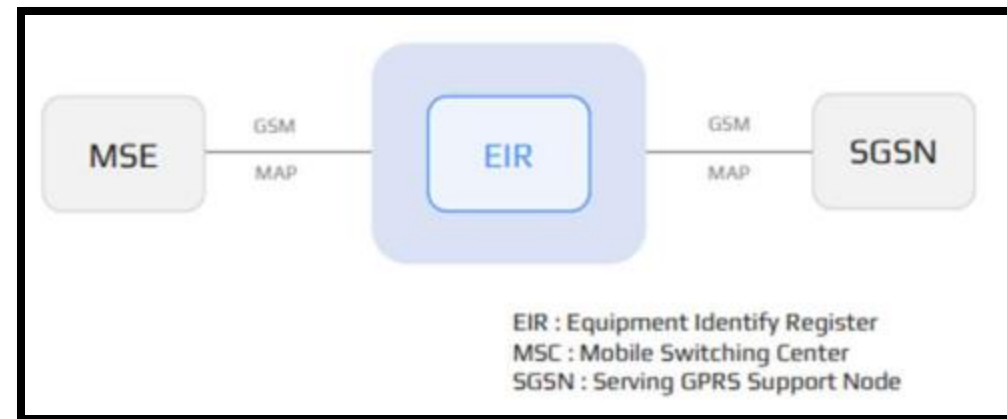 MSE
GSM
MAP
EIR
GSM
MAP
SGSN
EIR : Equipment Identify Register
MSC : Mobile Switching Center
SGSN : Serving GPRS Support Node